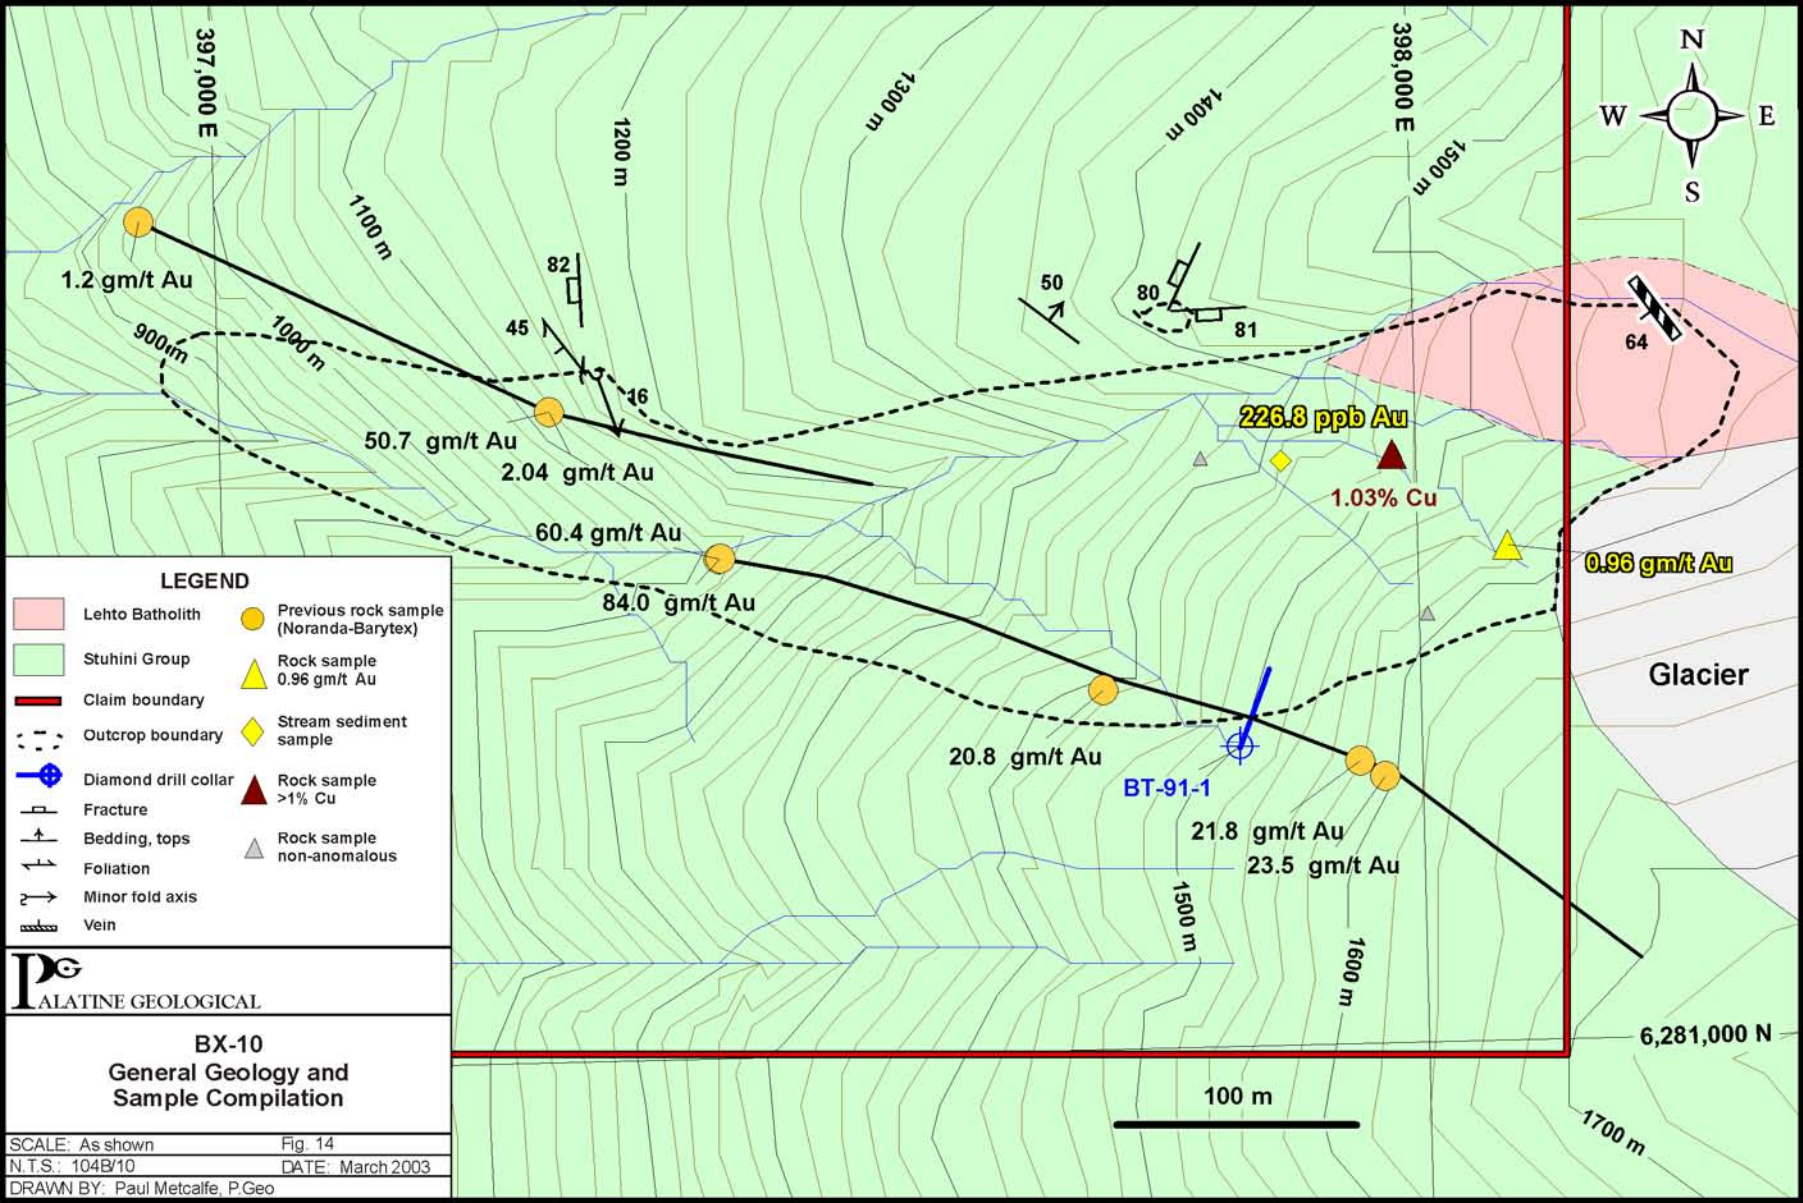 397,000 E
398,000 E
N
W E
S
1300 m
1400 m
1200 m
1500 m
1100 m
1.2 gm/t Au
82
50
80
81
900 m
1000 m
45
16
64
226.8 ppb Au
50.7 gm/t Au
2.04 gm/t Au
1.03% Cu
60.4 gm/t Au
0.96 gm/t Au
84.0 gm/t Au
Glacier
20.8 gm/t Au
BT-91-1
21.8 gm/t Au
23.5 gm/t Au
1500 m
1600 m
6,281,000 N
100 m
1700 m
LEGEND
Lehto Batholith
Stuhini Group
Claim boundary
Outcrop boundary
Diamond drill collar
Fracture
Bedding, tops
Foliation
Minor fold axis
Vein
Previous rock sample
(Noranda-Barytex)
Rock sample
0.96 gm/t Au
Stream sediment
sample
Rock sample
>1% Cu
Rock sample
non-anomalous
PG
PALATINE GEOLOGICAL
BX-10
General Geology and
Sample Compilation
SCALE: As shown Fig. 14
N.T.S.: 104B/10 DATE: March 2003
DRAWN BY: Paul Metcalfe, P.Geo